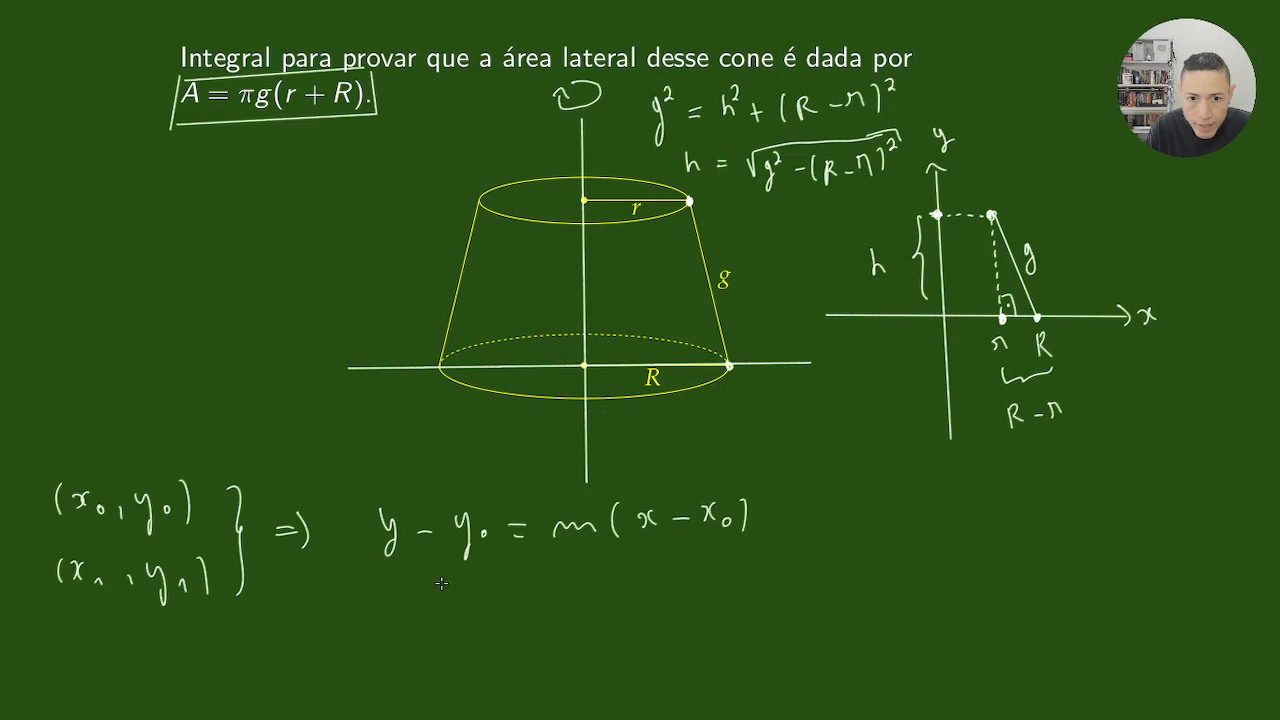 Integral para provar que a área lateral desse cone é dada por
A = πg(r + R).
g² = h² + (R − r)²
h = √(g² − (R − r)²)
y
r
g
h
g
x
r
R
R
R − r
(x₀, y₀)
(x₁, y₁)
} ⇒ y − y₀ = m(x − x₀)